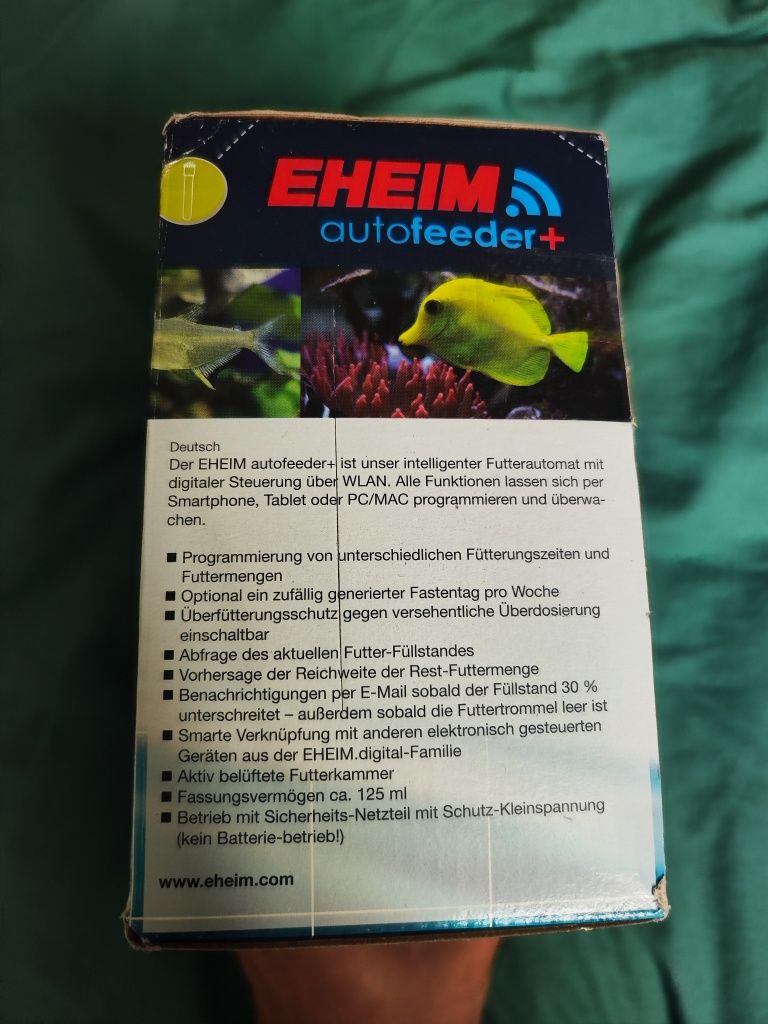 EHEIM
autofeeder+
Deutsch
Der EHEIM autofeeder+ ist unser intelligenter Futterautomat mit
digitaler Steuerung über WLAN. Alle Funktionen lassen sich per
Smartphone, Tablet oder PC/MAC programmieren und überwa-
chen.
■ Programmierung von unterschiedlichen Fütterungszeiten und
Futtermengen
■ Optional ein zufällig generierter Fastentag pro Woche
■ Überfütterungsschutz gegen versehentliche Überdosierung
einschaltbar
■ Abfrage des aktuellen Futter-Füllstandes
■ Vorhersage der Reichweite der Rest-Futtermenge
■ Benachrichtigungen per E-Mail sobald der Füllstand 30 %
unterschreitet – außerdem sobald die Futtertrommel leer ist
■ Smarte Verknüpfung mit anderen elektronisch gesteuerten
Geräten aus der EHEIM.digital-Familie
■ Aktiv belüftete Futterkammer
■ Fassungsvermögen ca. 125 ml
■ Betrieb mit Sicherheits-Netzteil mit Schutz-Kleinspannung
(kein Batterie-betrieb!)
www.eheim.com